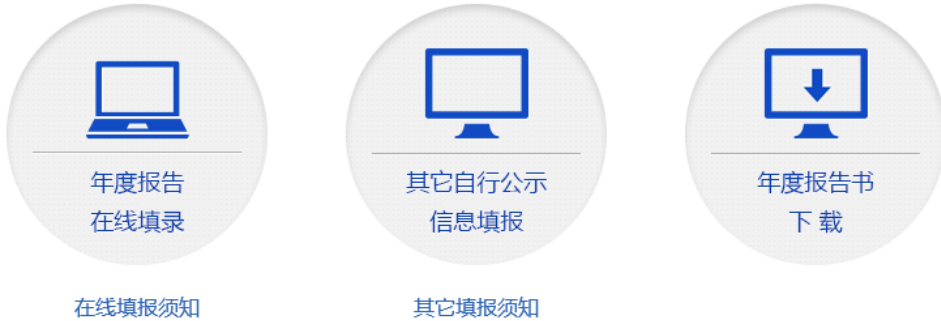 年度报告
在线填录
其它自行公示
信息填报
年度报告书
下 载
在线填报须知
其它填报须知